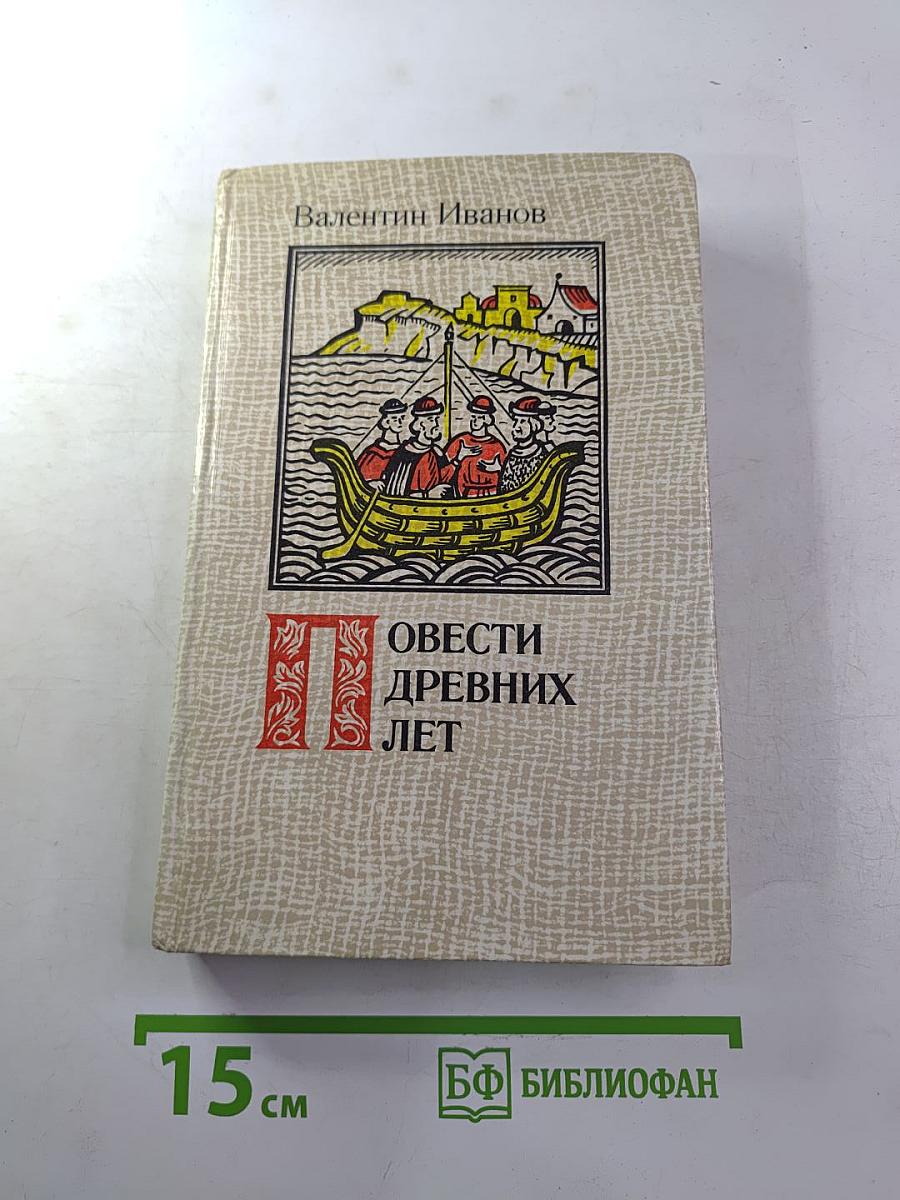 Валентин Иванов
ПОВЕСТИ
ДРЕВНИХ
ЛЕТ
15 см
БФ БИБЛИОФАН